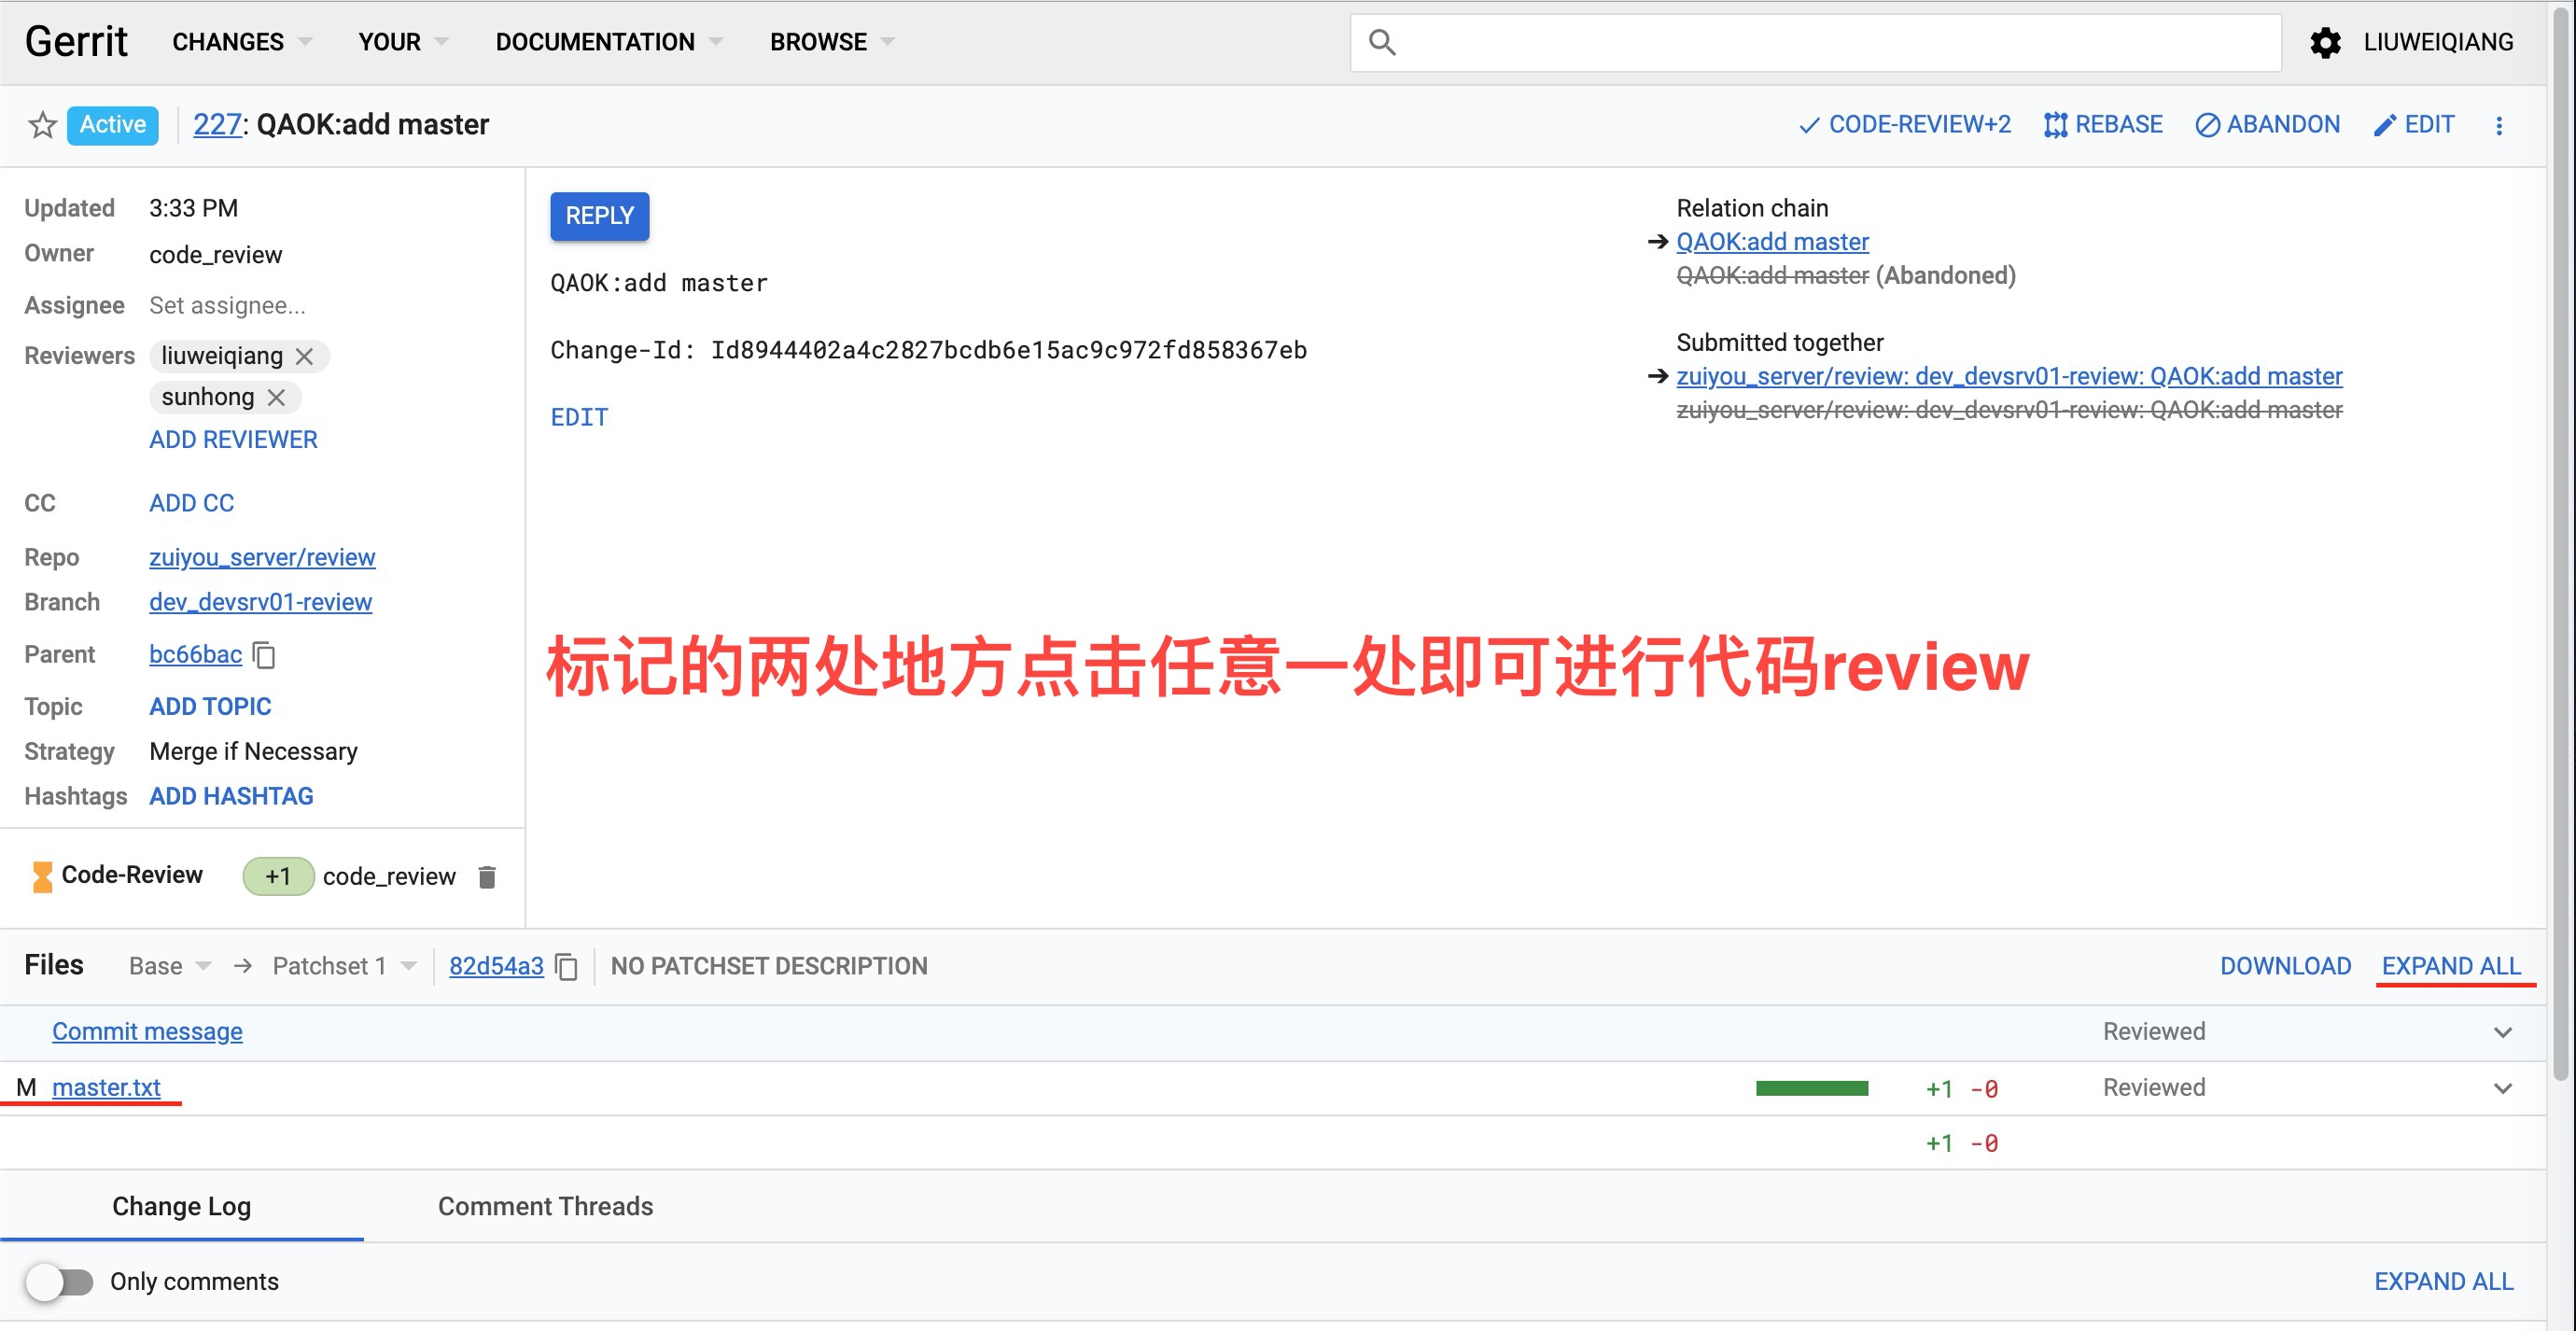 Gerrit CHANGES YOUR DOCUMENTATION BROWSE LIUWEIQIANG
Active 227: QAOK:add master CODE-REVIEW+2 REBASE ABANDON EDIT
Updated 3:33 PM
Owner code_review
Assignee Set assignee...
Reviewers liuweiqiang
sunhong
ADD REVIEWER
CC ADD CC
Repo zuiyou_server/review
Branch dev_devsrv01-review
Parent bc66bac
Topic ADD TOPIC
Strategy Merge if Necessary
Hashtags ADD HASHTAG
Code-Review +1 code_review
REPLY
QAOK:add master
Change-Id: Id8944402a4c2827bcdb6e15ac9c972fd858367eb
EDIT
Relation chain
QAOK:add master
QAOK:add master (Abandoned)
Submitted together
zuiyou_server/review: dev_devsrv01-review: QAOK:add master
zuiyou_server/review: dev_devsrv01-review: QAOK:add master
标记的两处地方点击任意一处即可进行代码review
Files Base → Patchset 1 82d54a3 NO PATCHSET DESCRIPTION DOWNLOAD EXPAND ALL
Commit message Reviewed
M master.txt +1 -0 Reviewed
+1 -0
Change Log Comment Threads
Only comments EXPAND ALL